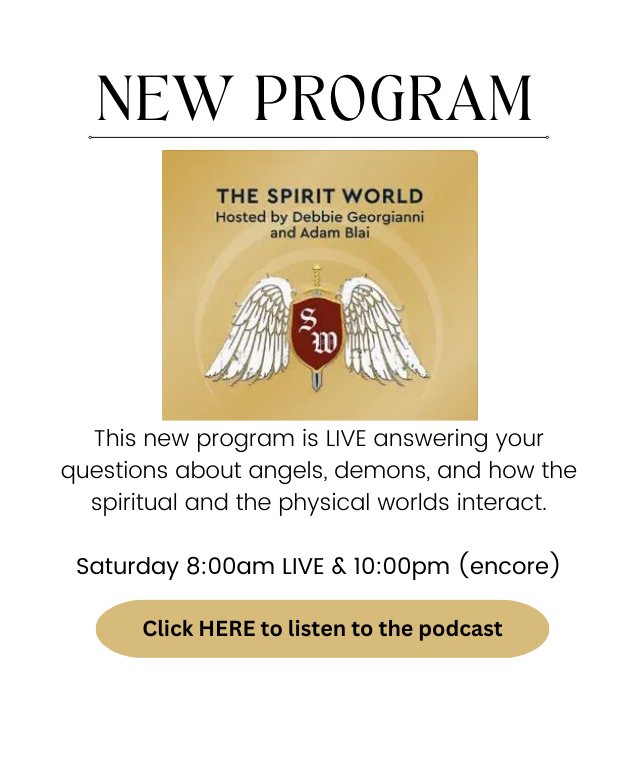 NEW PROGRAM
THE SPIRIT WORLD
Hosted by Debbie Georgianni
and Adam Blai
S
W
This new program is LIVE answering your
questions about angels, demons, and how the
spiritual and the physical worlds interact.
Saturday 8:00am LIVE & 10:00pm (encore)
Click HERE to listen to the podcast